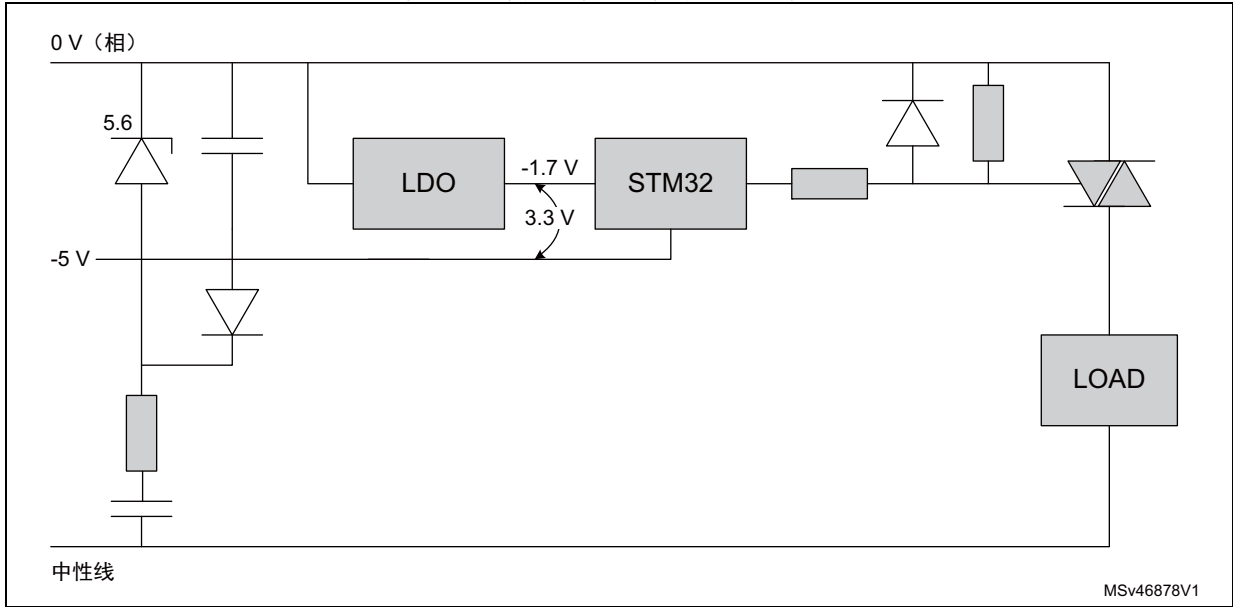 0 V（相）
5.6
LDO
-1.7 V
STM32
3.3 V
-5 V
LOAD
中性线
MSv46878V1